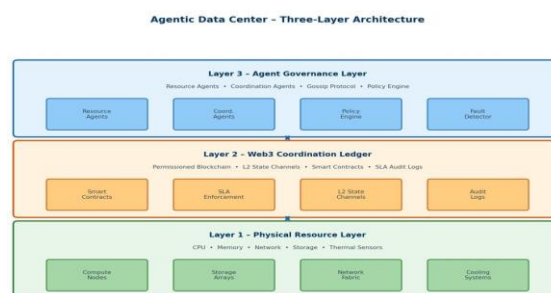 Agentic Data Center – Three-Layer Architecture
Layer 3 – Agent Governance Layer
Resource Agents • Coordination Agents • Gossip Protocol • Policy Engine
Resource
Agents
Coord.
Agents
Policy
Engine
Fault
Detector
Layer 2 – Web3 Coordination Ledger
Permissioned Blockchain • L2 State Channels • Smart Contracts • SLA Audit Logs
Smart
Contracts
SLA
Enforcement
L2 State
Channels
Audit
Logs
Layer 1 – Physical Resource Layer
CPU • Memory • Network • Storage • Thermal Sensors
Compute
Nodes
Storage
Arrays
Network
Fabric
Cooling
Systems